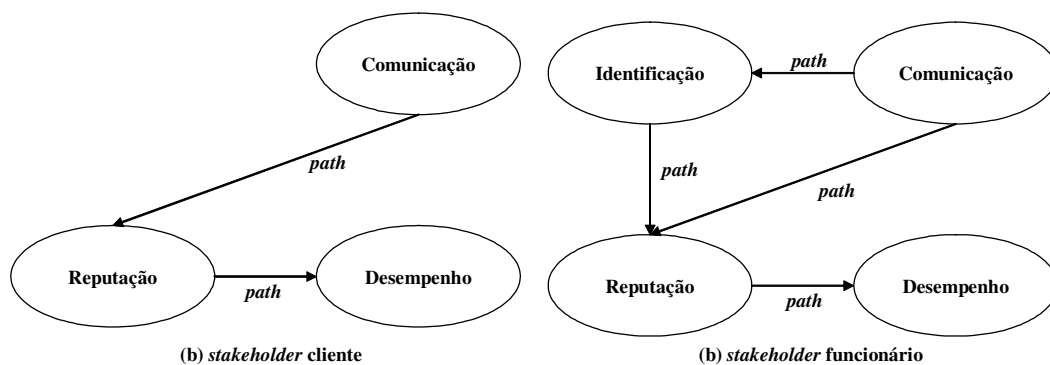 Comunicação
path
Reputação
path
Desempenho
(b) stakeholder cliente
Identificação
path
Comunicação
path
path
Reputação
path
Desempenho
(b) stakeholder funcionário